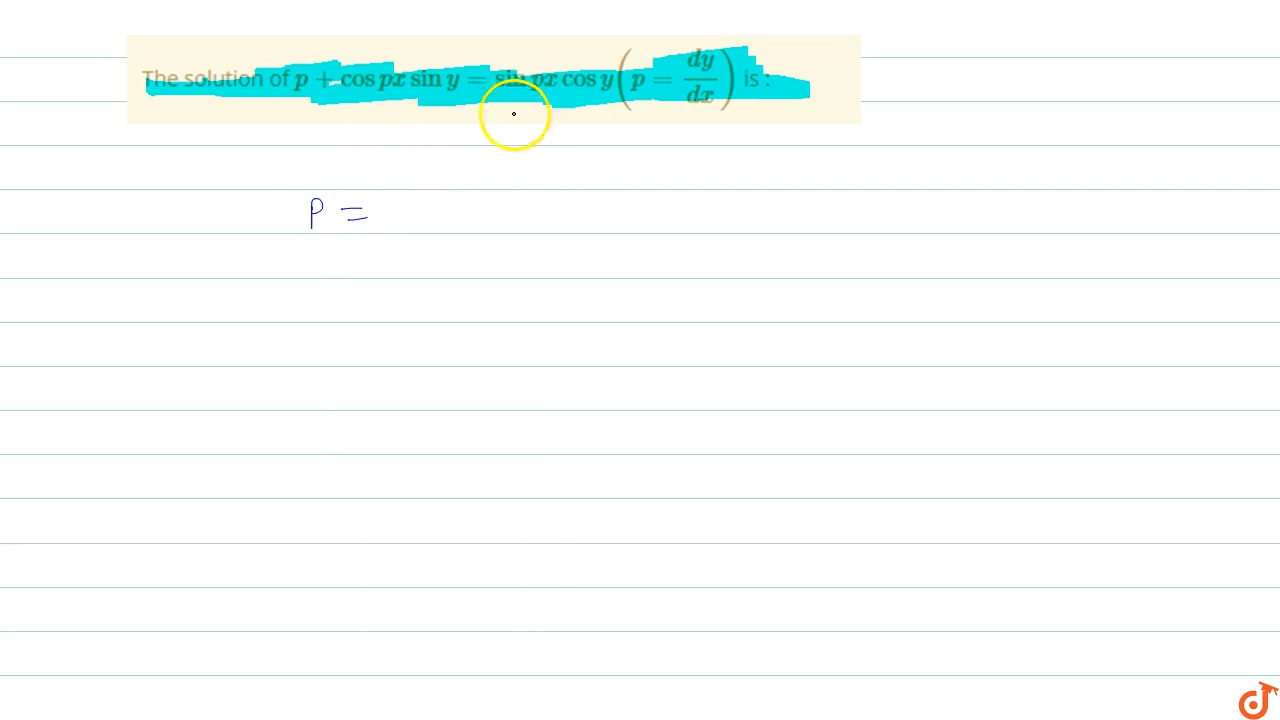 The solution of p + cos px sin y = sin px cos y (p = dy/dx) is :
p =